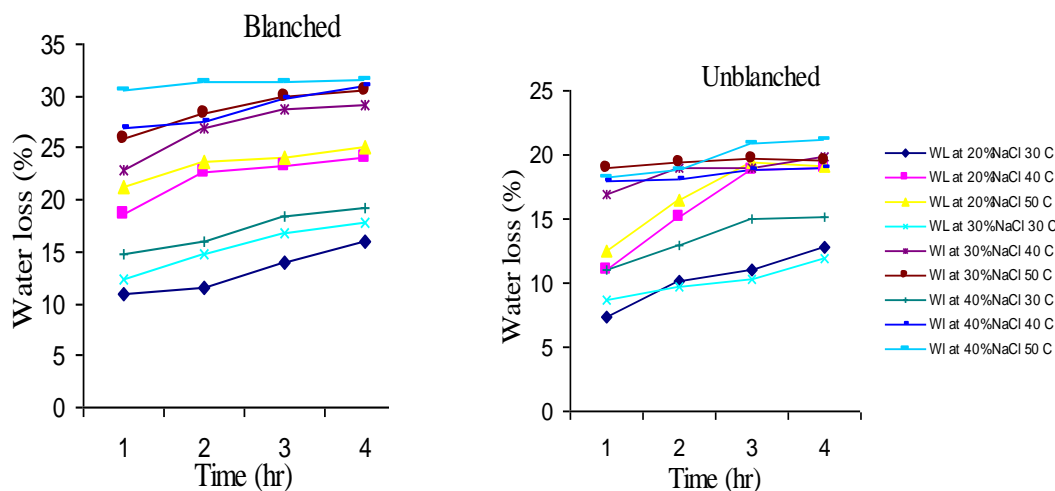 Blanched
35
30
25
20
15
10
5
0
Water loss (%)
1 2 3 4
Time (hr)
Unblanched
25
20
15
10
5
0
Water loss (%)
1 2 3 4
Time (hr)
WL at 20%NaCl 30 C
WL at 20%NaCl 40 C
WL at 20%NaCl 50 C
WL at 30%NaCl 30 C
Wl at 30%NaCl 40 C
Wl at 30%NaCl 50 C
Wl at 40%NaCl 30 C
Wl at 40%NaCl 40 C
Wl at 40%NaCl 50 C